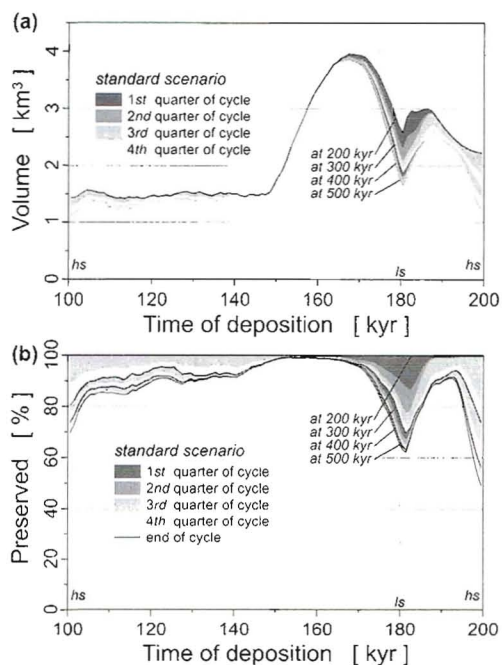 (a)
4
3
2
1
0
Volume [ km³ ]
standard scenario
1st quarter of cycle
2nd quarter of cycle
3rd quarter of cycle
4th quarter of cycle
at 200 kyr
at 300 kyr
at 400 kyr
at 500 kyr
hs
ls
hs
100 120 140 160 180 200
Time of deposition [ kyr ]
(b)
100
80
60
40
20
0
Preserved [ % ]
at 200 kyr
at 300 kyr
at 400 kyr
at 500 kyr
standard scenario
1st quarter of cycle
2nd quarter of cycle
3rd quarter of cycle
4th quarter of cycle
end of cycle
hs
ls
hs
100 120 140 160 180 200
Time of deposition [ kyr ]